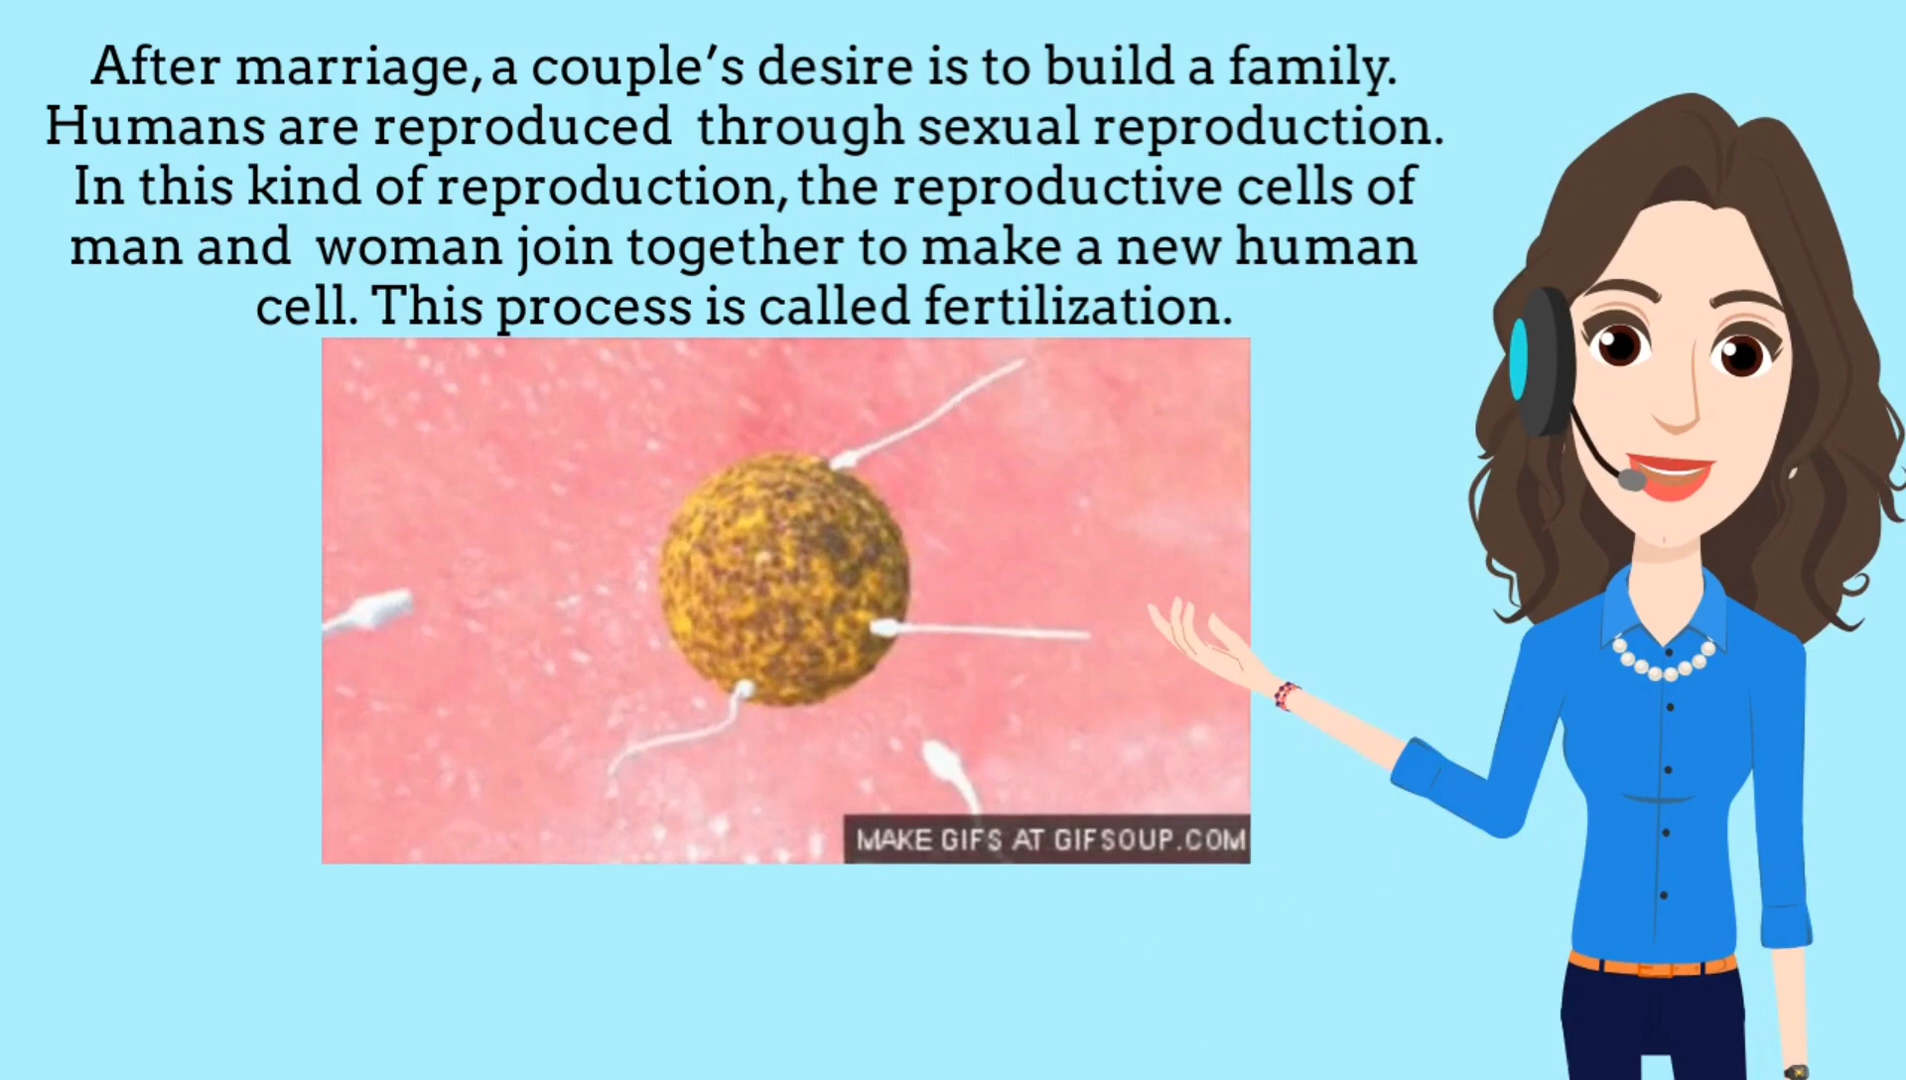 After marriage, a couple’s desire is to build a family.
Humans are reproduced through sexual reproduction.
In this kind of reproduction, the reproductive cells of
man and woman join together to make a new human
cell. This process is called fertilization.
MAKE GIFS AT GIFSOUP.COM